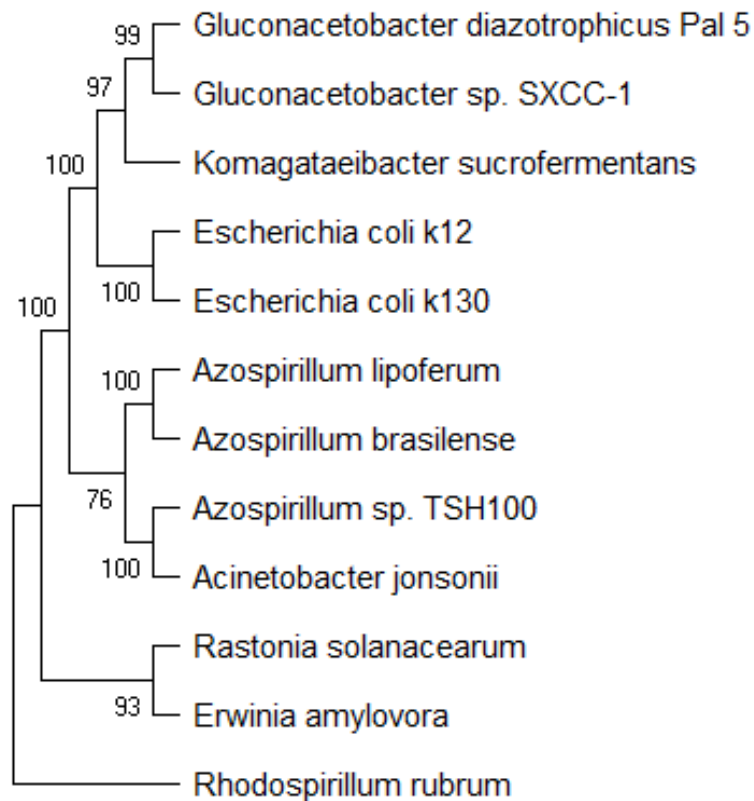 99
Gluconacetobacter diazotrophicus Pal 5
97
Gluconacetobacter sp. SXCC-1
100
Komagataeibacter sucrofermentans
Escherichia coli k12
100
Escherichia coli k130
100
Azospirillum lipoferum
100
Azospirillum brasilense
76
Azospirillum sp. TSH100
100
Acinetobacter jonsonii
Rastonia solanacearum
93
Erwinia amylovora
Rhodospirillum rubrum